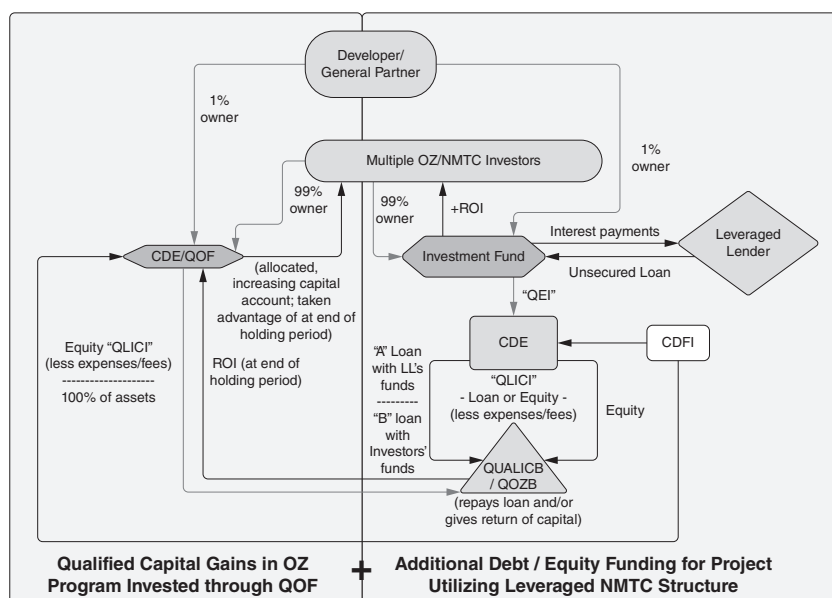 Developer/
General Partner
1%
owner
1%
owner
Multiple OZ/NMTC Investors
99%
owner
99%
owner
+ROI
Interest payments
Leveraged
Lender
CDE/QOF
Investment Fund
Unsecured Loan
(allocated,
increasing capital
account; taken
advantage of at end of
holding period)
“QEI”
CDE
CDFI
Equity “QLICI”
(less expenses/fees)
--------------------
100% of assets
ROI (at end of
holding period)
“A” Loan
with LL’s
funds
---------
“B” loan
with
Investors’
funds
“QLICI”
- Loan or Equity -
(less expenses/fees)
Equity
QUALICB
/ QOZB
(repays loan and/or
gives return of capital)
Qualified Capital Gains in OZ
Program Invested through QOF
+
Additional Debt / Equity Funding for Project
Utilizing Leveraged NMTC Structure